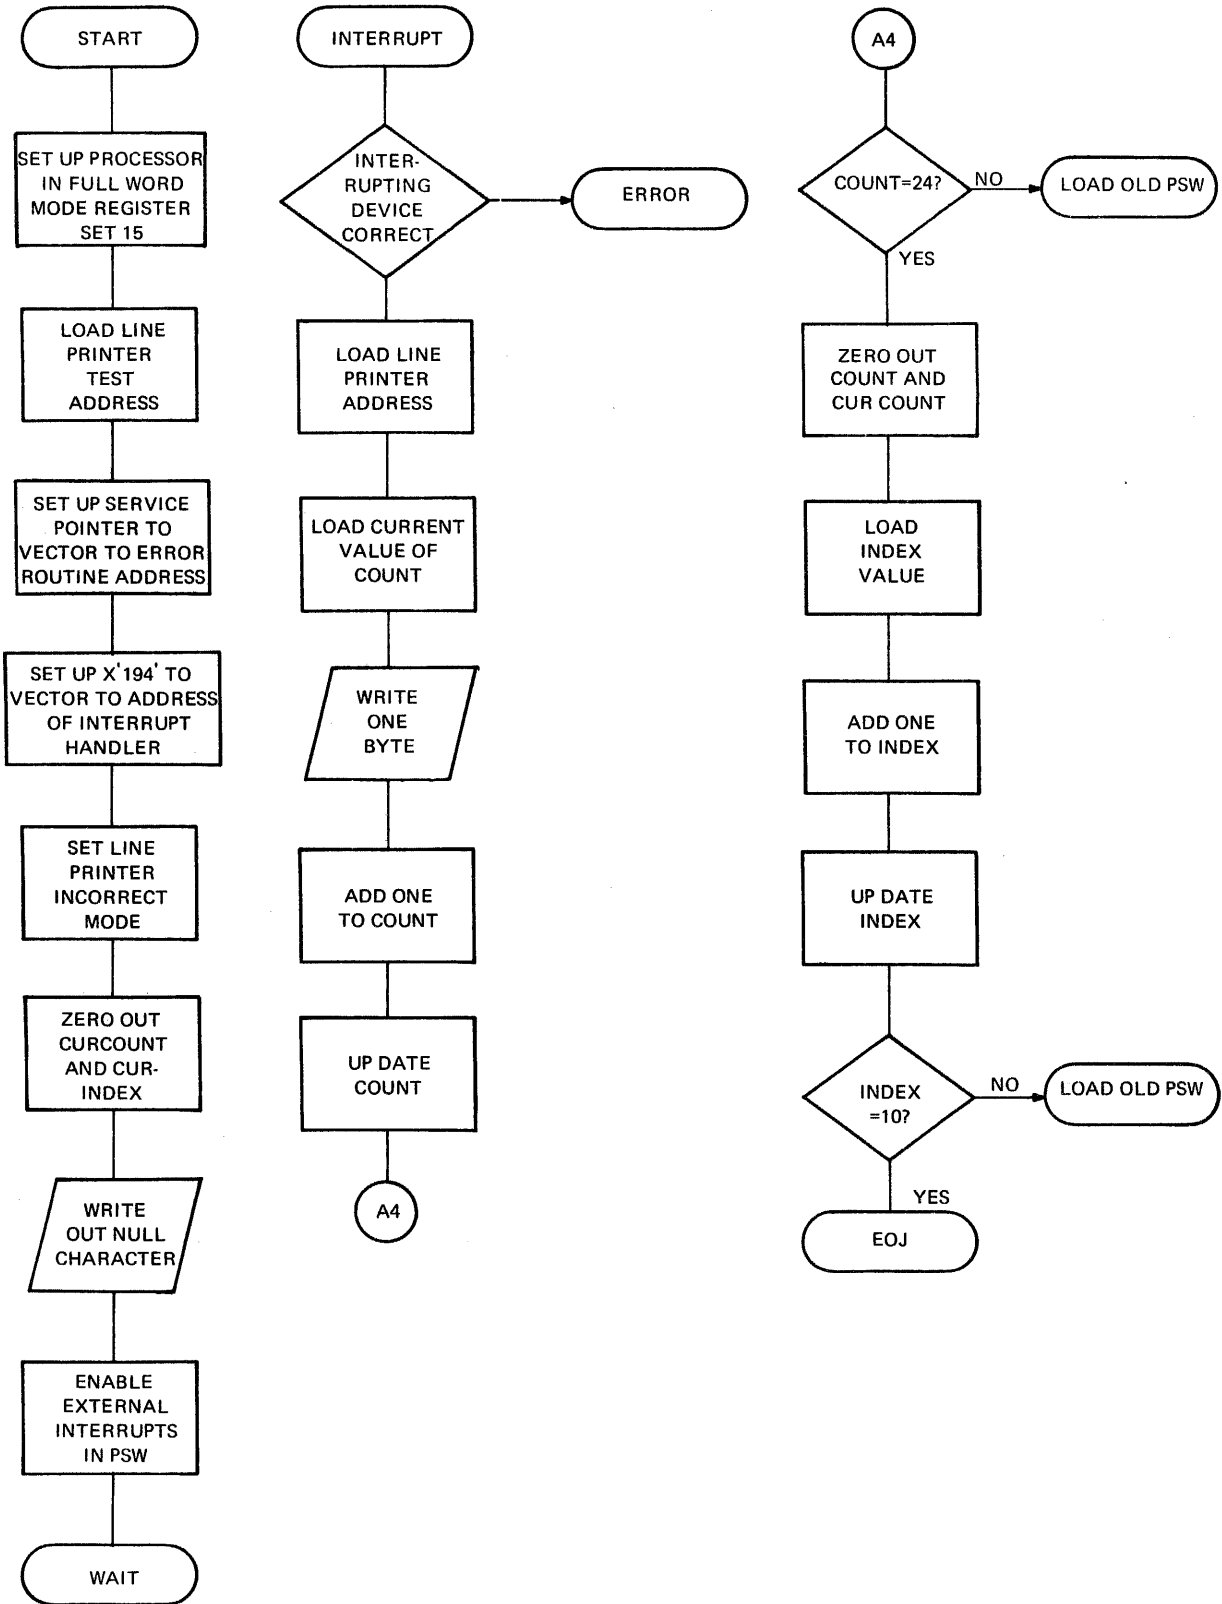 START
SET UP PROCESSOR
IN FULL WORD
MODE REGISTER
SET 15
LOAD LINE
PRINTER
TEST
ADDRESS
SET UP SERVICE
POINTER TO
VECTOR TO ERROR
ROUTINE ADDRESS
SET UP X'194' TO
VECTOR TO ADDRESS
OF INTERRUPT
HANDLER
SET LINE
PRINTER
INCORRECT
MODE
ZERO OUT
CURCOUNT
AND CUR-
INDEX
WRITE
OUT NULL
CHARACTER
ENABLE
EXTERNAL
INTERRUPTS
IN PSW
WAIT
INTERRUPT
INTER-
RUPTING
DEVICE
CORRECT
ERROR
LOAD LINE
PRINTER
ADDRESS
LOAD CURRENT
VALUE OF
COUNT
WRITE
ONE
BYTE
ADD ONE
TO COUNT
UP DATE
COUNT
A4
A4
COUNT=24?
NO
LOAD OLD PSW
YES
ZERO OUT
COUNT AND
CUR COUNT
LOAD
INDEX
VALUE
ADD ONE
TO INDEX
UP DATE
INDEX
INDEX
=10?
NO
LOAD OLD PSW
YES
EOJ